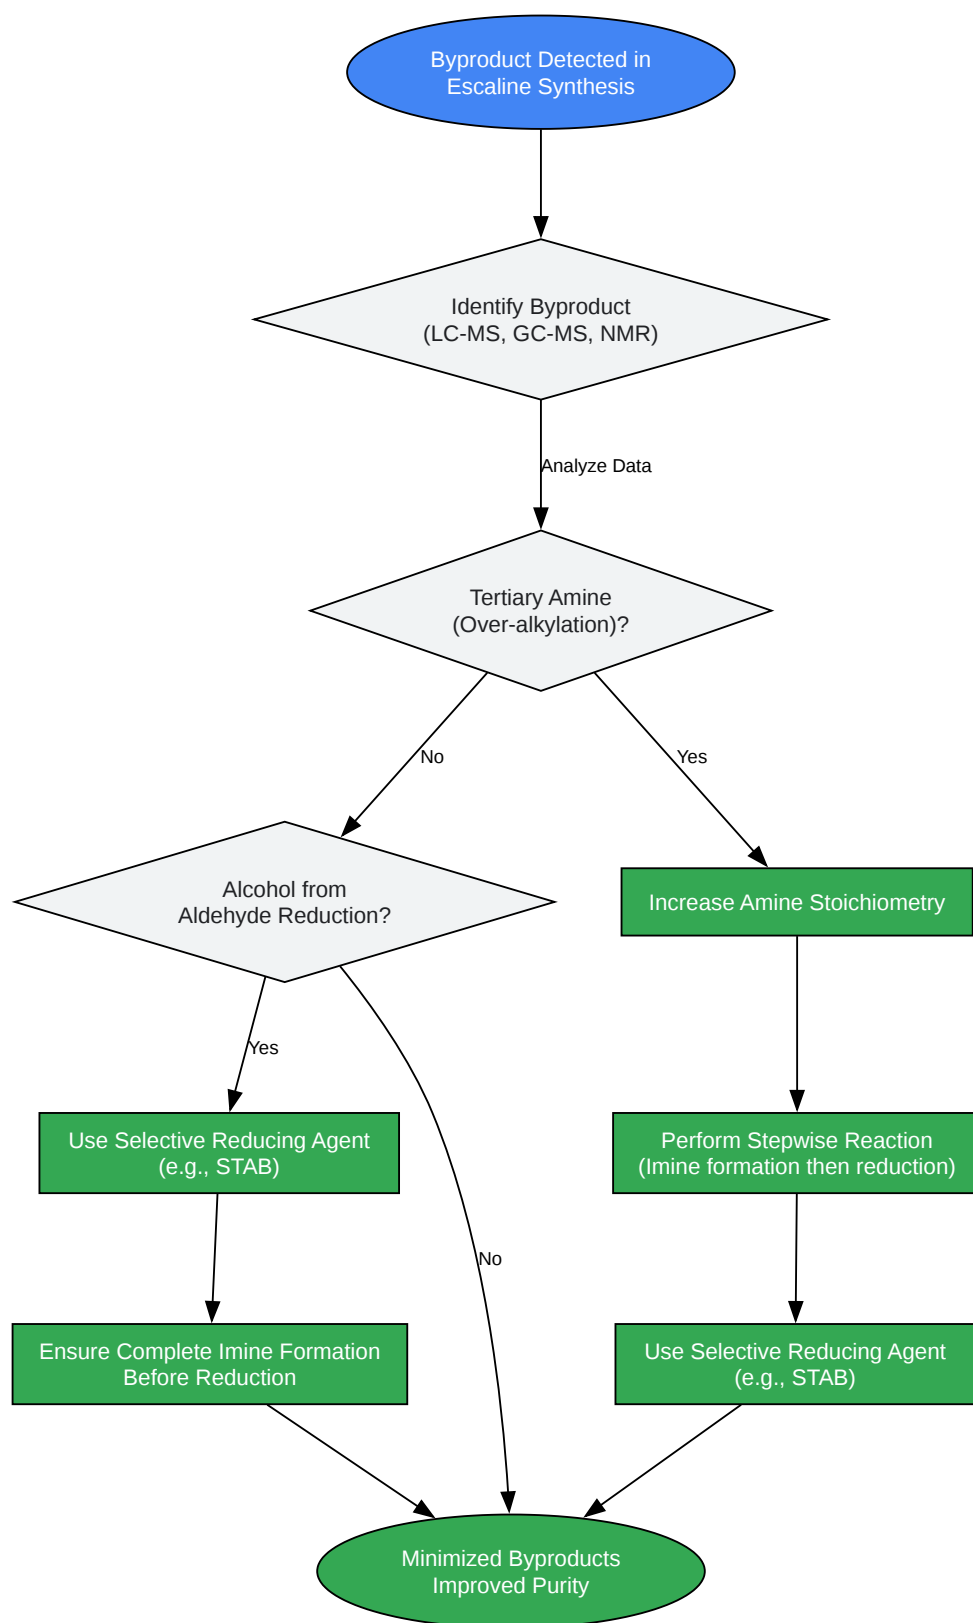 Byproduct Detected in
Escaline Synthesis
Identify Byproduct
(LC-MS, GC-MS, NMR)
Analyze Data
Tertiary Amine
(Over-alkylation)?
No
Yes
Alcohol from
Aldehyde Reduction?
Increase Amine Stoichiometry
Yes
Use Selective Reducing Agent
(e.g., STAB)
Perform Stepwise Reaction
(Imine formation then reduction)
No
Ensure Complete Imine Formation
Before Reduction
Use Selective Reducing Agent
(e.g., STAB)
Minimized Byproducts
Improved Purity